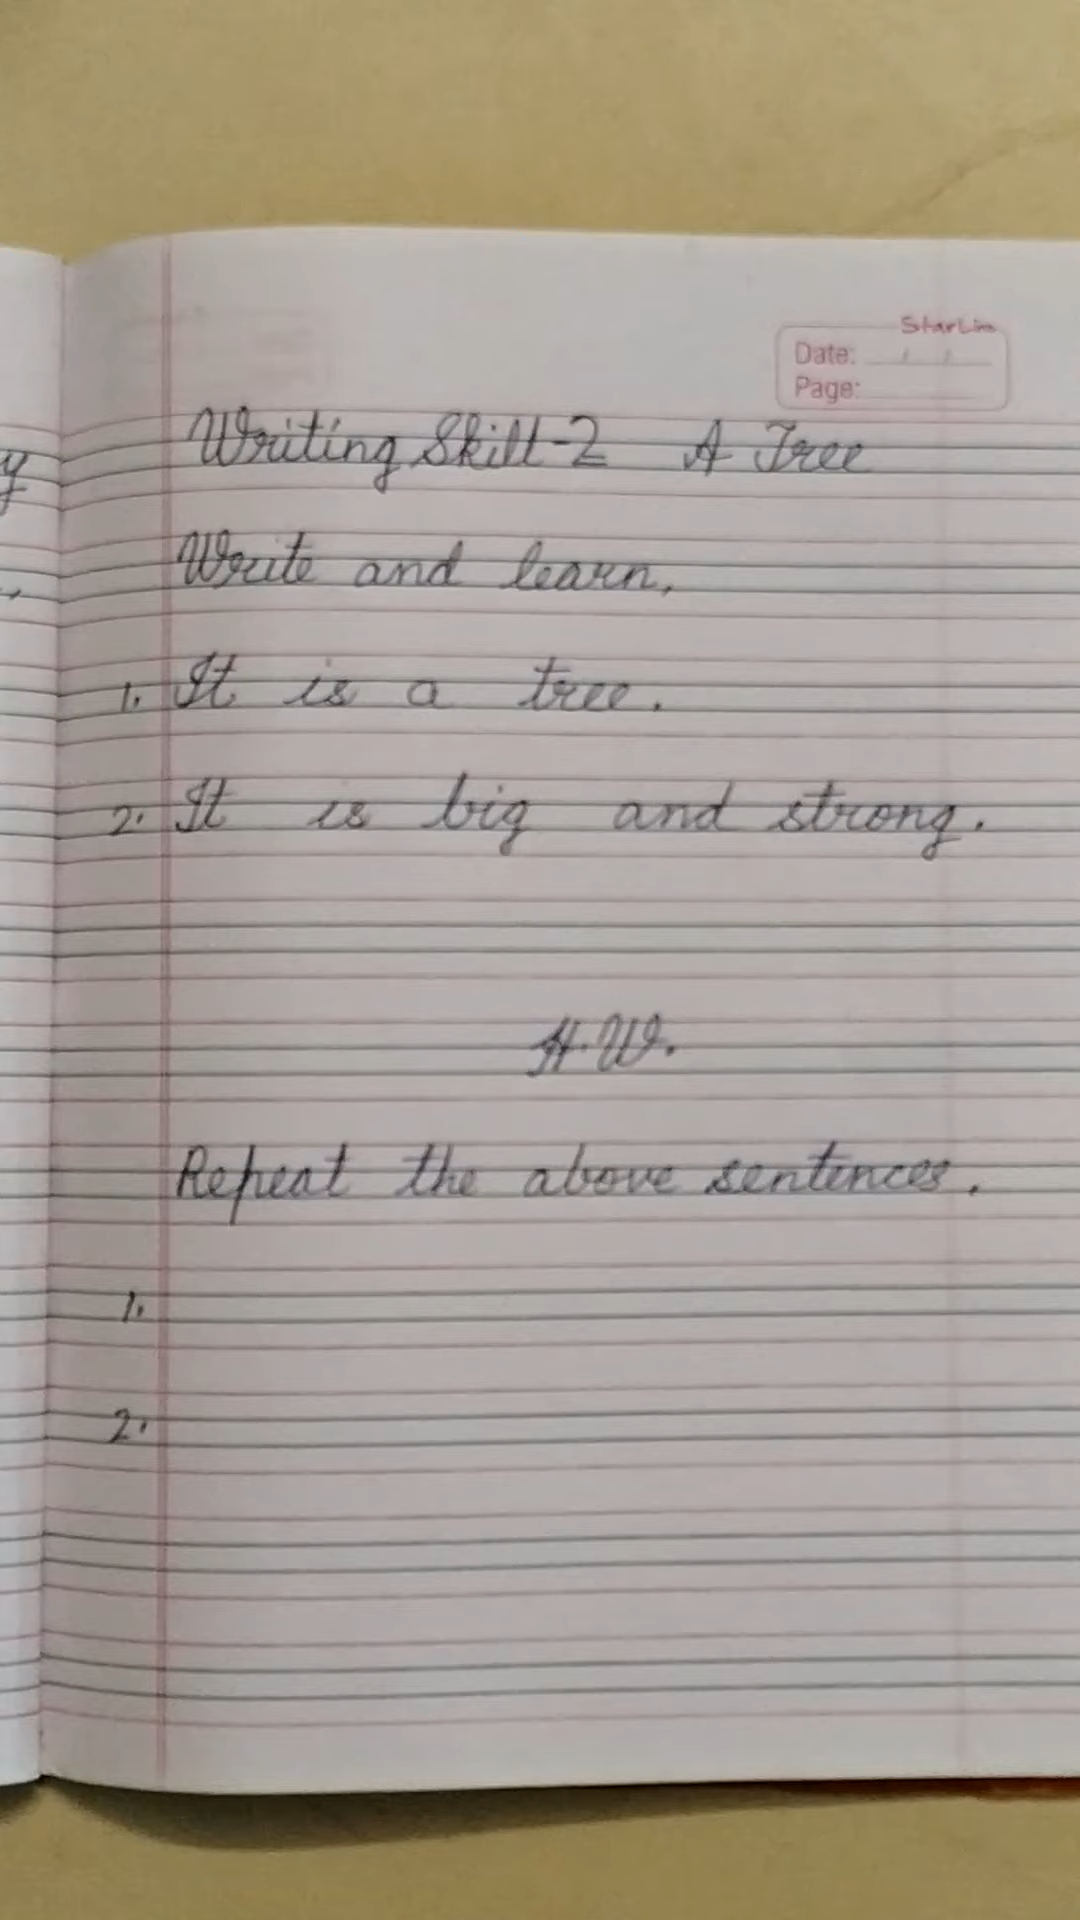 StarLine
Date:
Page:
Writing Skill-2 A Tree
Write and learn.
1. It is a tree.
2. It is big and strong.
H.W.
Repeat the above sentences.
1.
2.